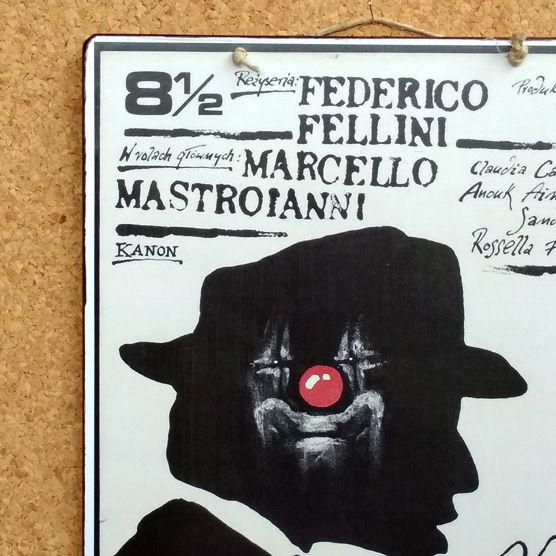 8½ Reżyseria: FEDERICO
FELLINI
W rolach głównych: MARCELLO
MASTROIANNI
KANON
Claudia
Anouk
Rossella